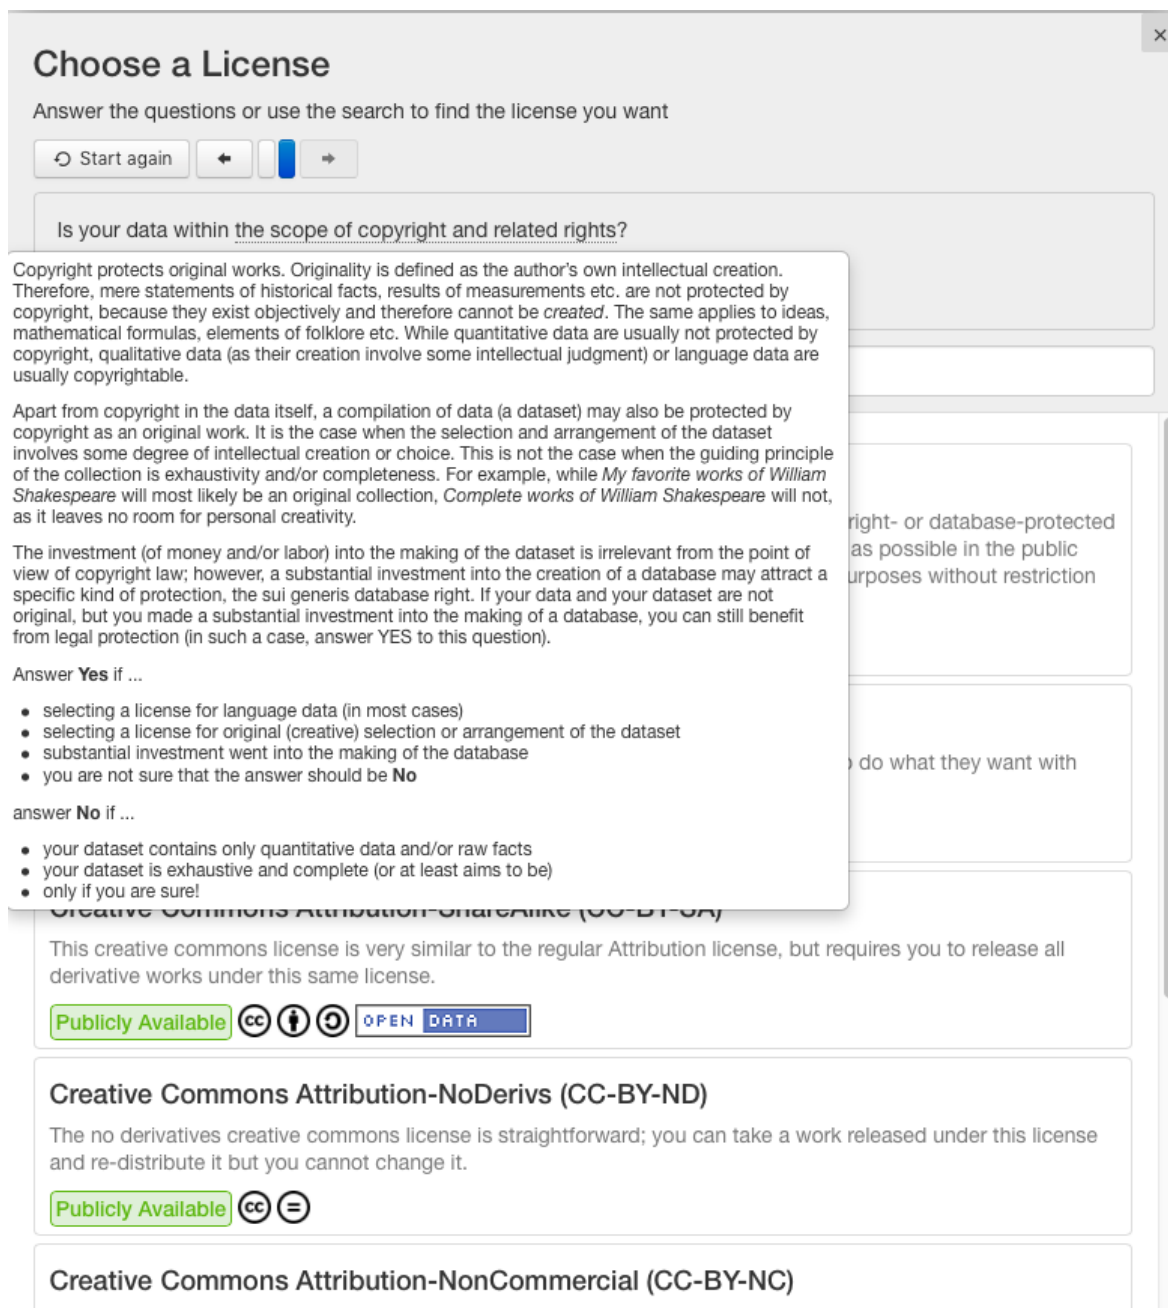 ×
Choose a License
Answer the questions or use the search to find the license you want
Start again
Is your data within the scope of copyright and related rights?
Copyright protects original works. Originality is defined as the author's own intellectual creation.
Therefore, mere statements of historical facts, results of measurements etc. are not protected by
copyright, because they exist objectively and therefore cannot be created. The same applies to ideas,
mathematical formulas, elements of folklore etc. While quantitative data are usually not protected by
copyright, qualitative data (as their creation involve some intellectual judgment) or language data are
usually copyrightable.
Apart from copyright in the data itself, a compilation of data (a dataset) may also be protected by
copyright as an original work. It is the case when the selection and arrangement of the dataset
involves some degree of intellectual creation or choice. This is not the case when the guiding principle
of the collection is exhaustivity and/or completeness. For example, while My favorite works of William
Shakespeare will most likely be an original collection, Complete works of William Shakespeare will not,
as it leaves no room for personal creativity.
The investment (of money and/or labor) into the making of the dataset is irrelevant from the point of
view of copyright law; however, a substantial investment into the creation of a database may attract a
specific kind of protection, the sui generis database right. If your data and your dataset are not
original, but you made a substantial investment into the making of a database, you can still benefit
from legal protection (in such a case, answer YES to this question).
Answer Yes if ...
• selecting a license for language data (in most cases)
• selecting a license for original (creative) selection or arrangement of the dataset
• substantial investment went into the making of the database
• you are not sure that the answer should be No
answer No if ...
• your dataset contains only quantitative data and/or raw facts
• your dataset is exhaustive and complete (or at least aims to be)
• only if you are sure!
right- or database-protected
as possible in the public
urposes without restriction
do what they want with
Creative Commons Attribution-ShareAlike (CC-BY-SA)
This creative commons license is very similar to the regular Attribution license, but requires you to release all
derivative works under this same license.
Publicly Available cc OPEN DATA
Creative Commons Attribution-NoDerivs (CC-BY-ND)
The no derivatives creative commons license is straightforward; you can take a work released under this license
and re-distribute it but you cannot change it.
Publicly Available cc =
Creative Commons Attribution-NonCommercial (CC-BY-NC)